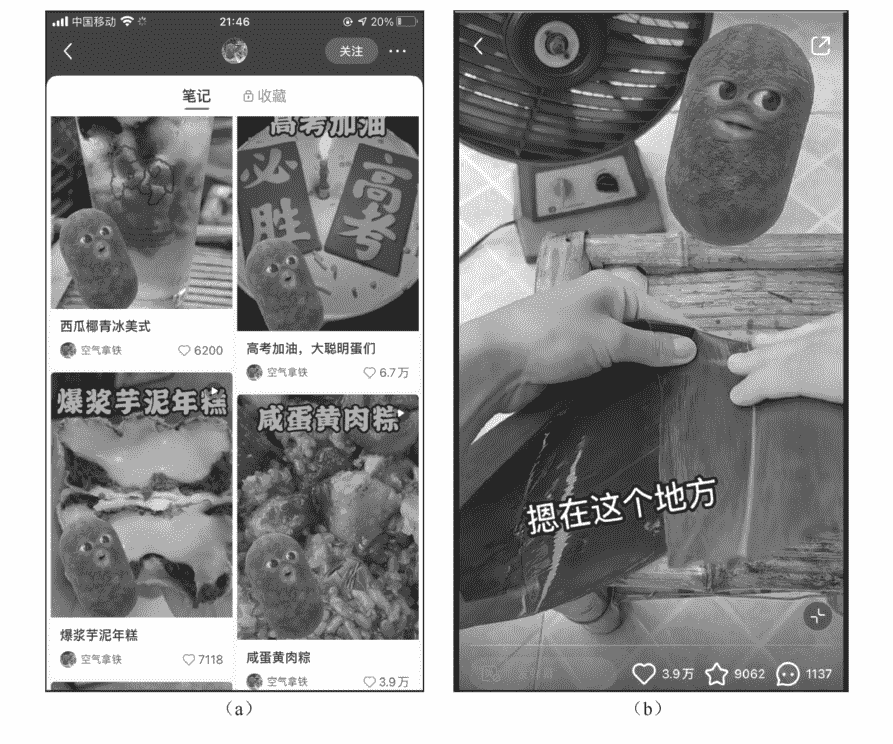 中国移动
21:46
20%
关注
笔记
收藏
高考加油
必胜
高考
西瓜椰青冰美式
空气拿铁
6200
高考加油，大聪明蛋们
空气拿铁
6.7万
爆浆芋泥年糕
咸蛋黄肉粽
爆浆芋泥年糕
空气拿铁
7118
咸蛋黄肉粽
空气拿铁
3.9万
（a）
摁在这个地方
3.9万
9062
1137
（b）